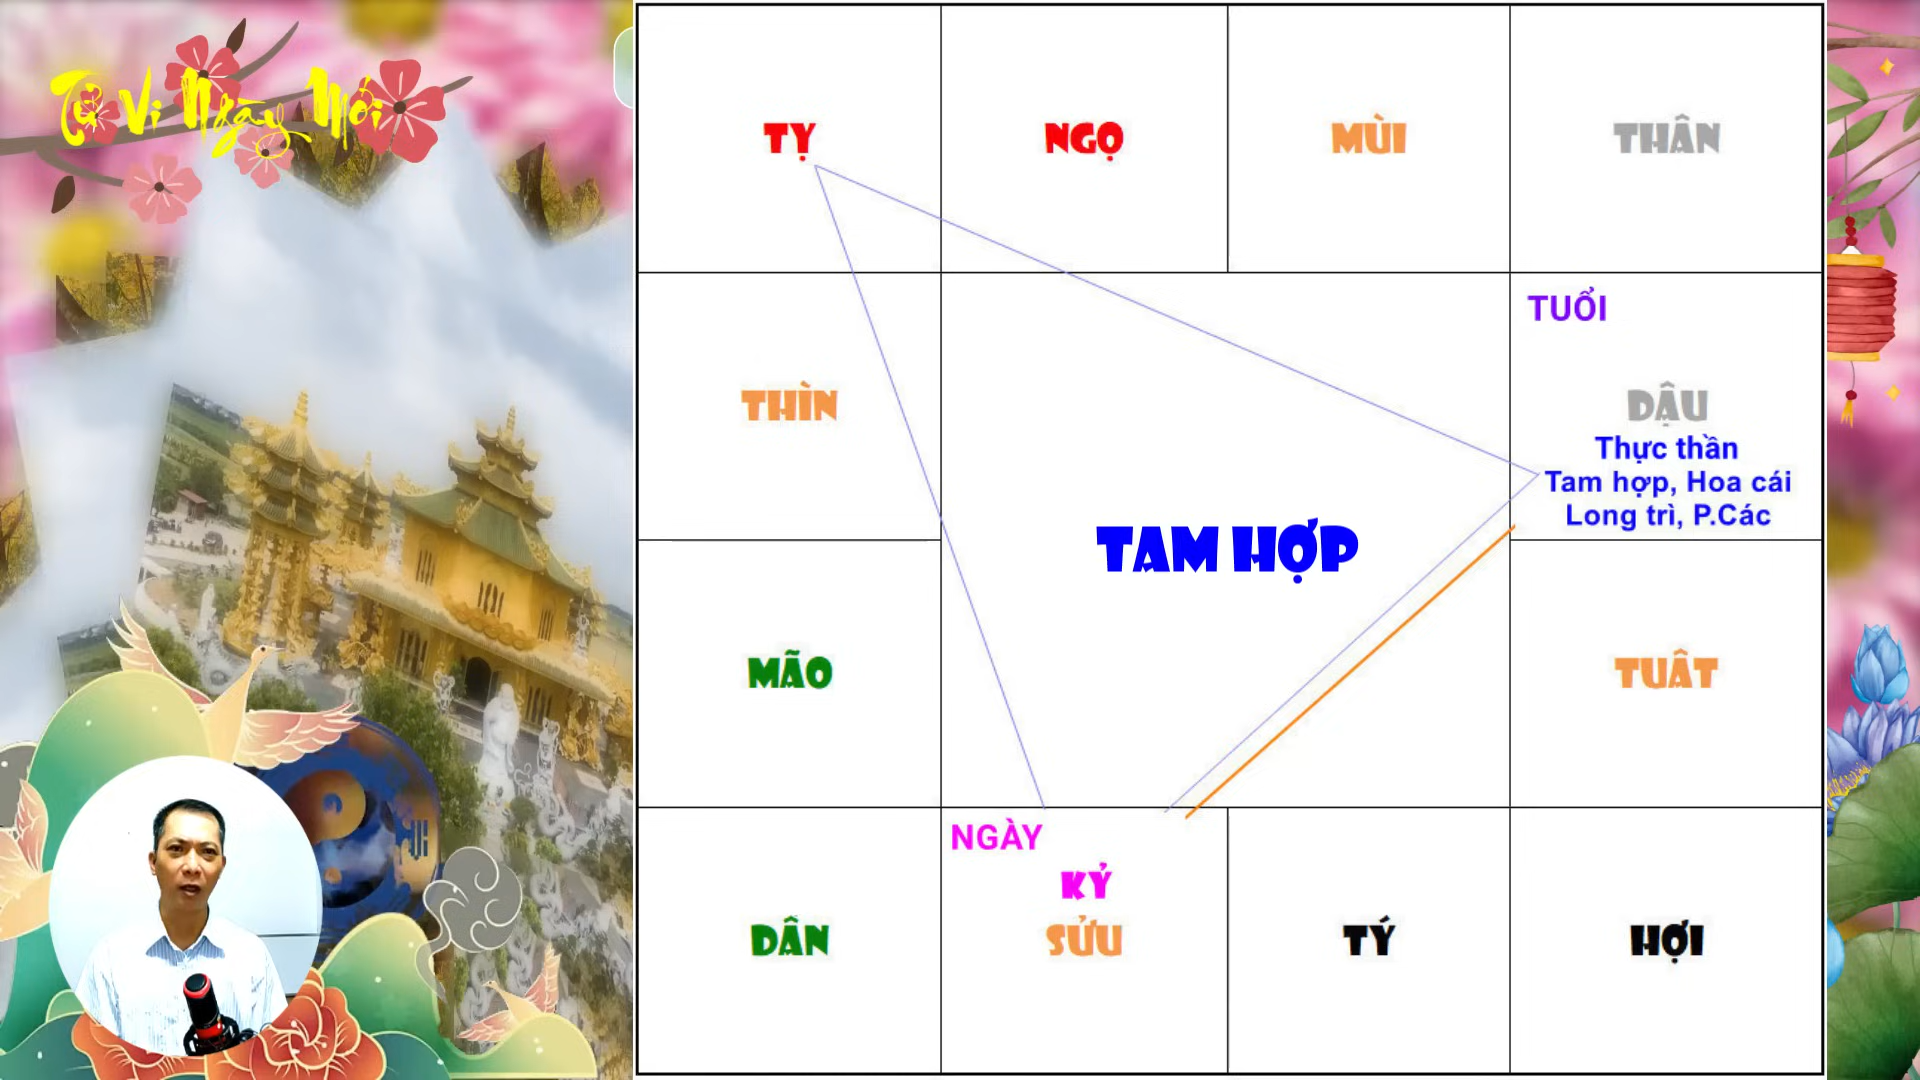 Tử Vi Ngày Mới
TỴ
NGỌ
MÙI
THÂN
THÌN
TUỔI
DẬU
Thực thần
Tam hợp, Hoa cái
Long trì, P.Các
TAM HỢP
MÃO
TUẤT
NGÀY
KỶ
SỬU
DẦN
TÝ
HỢI